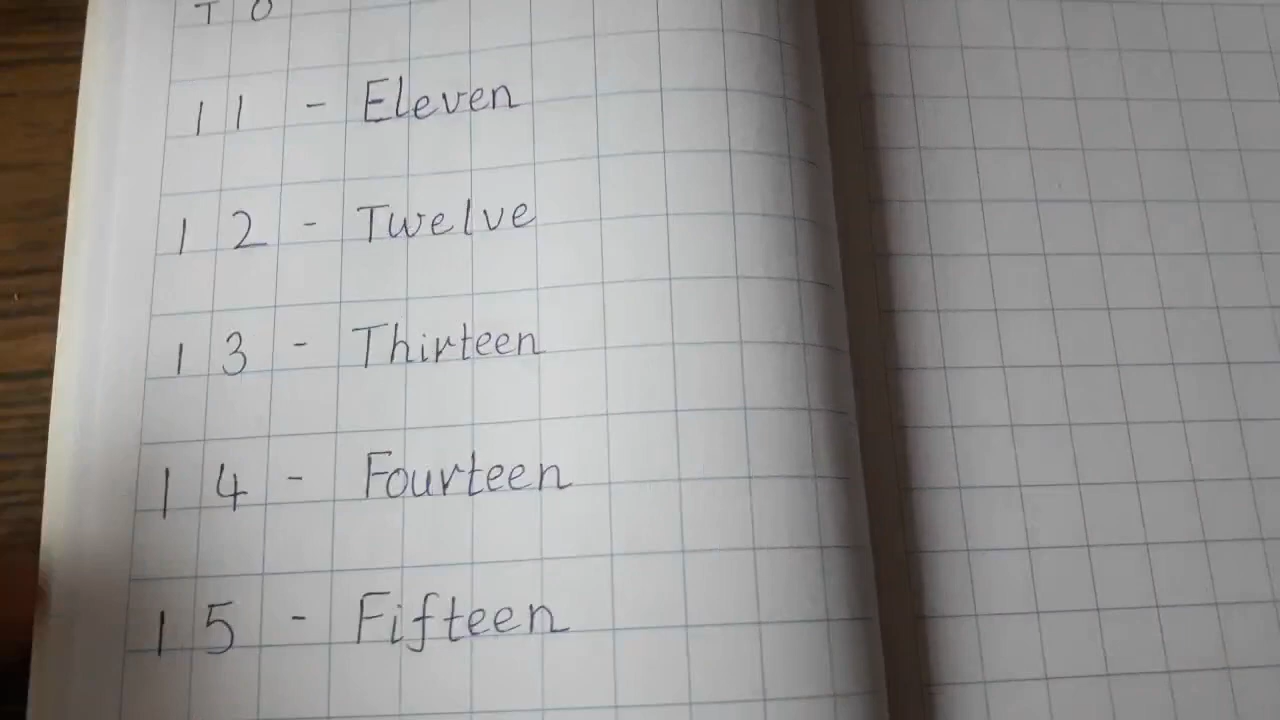 T O
11 - Eleven
12 - Twelve
13 - Thirteen
14 - Fourteen
15 - Fifteen